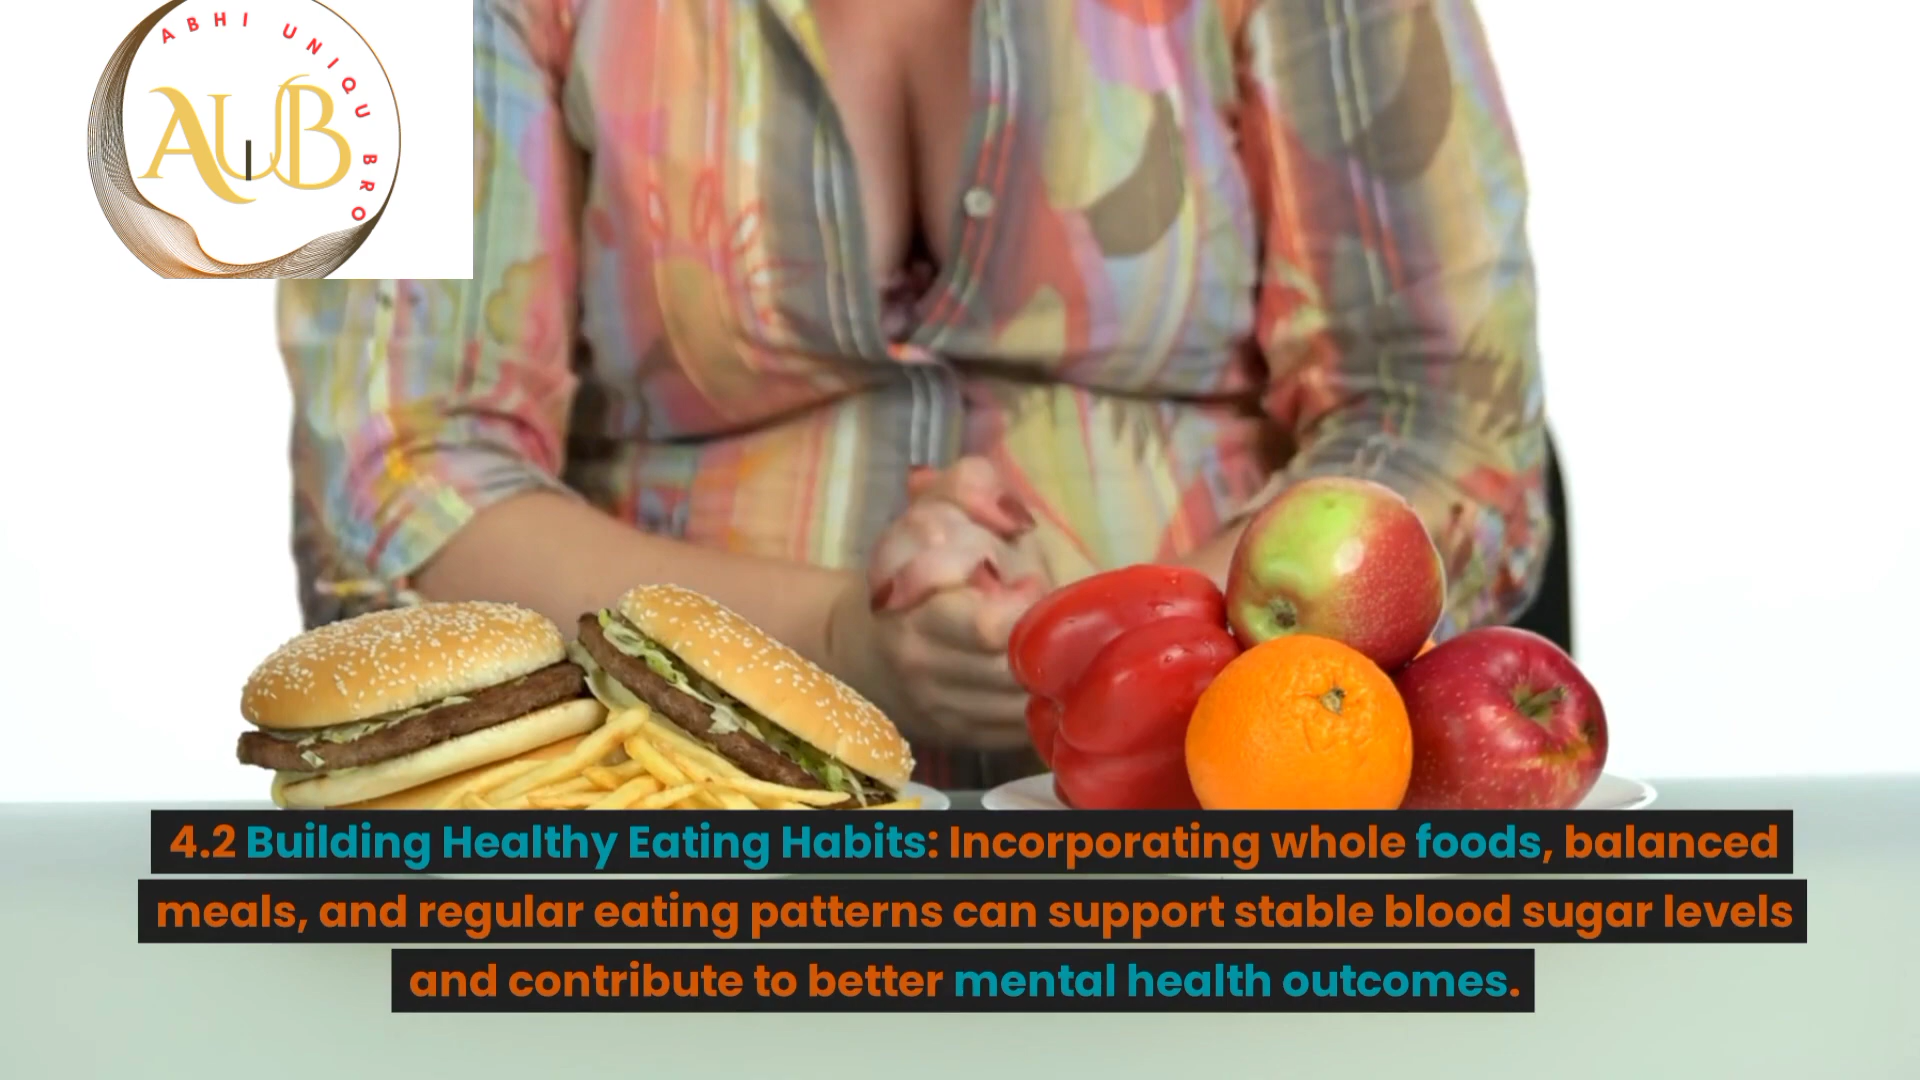 ABHI UNIQU BRO
AUB
4.2 Building Healthy Eating Habits: Incorporating whole foods, balanced
meals, and regular eating patterns can support stable blood sugar levels
and contribute to better mental health outcomes.